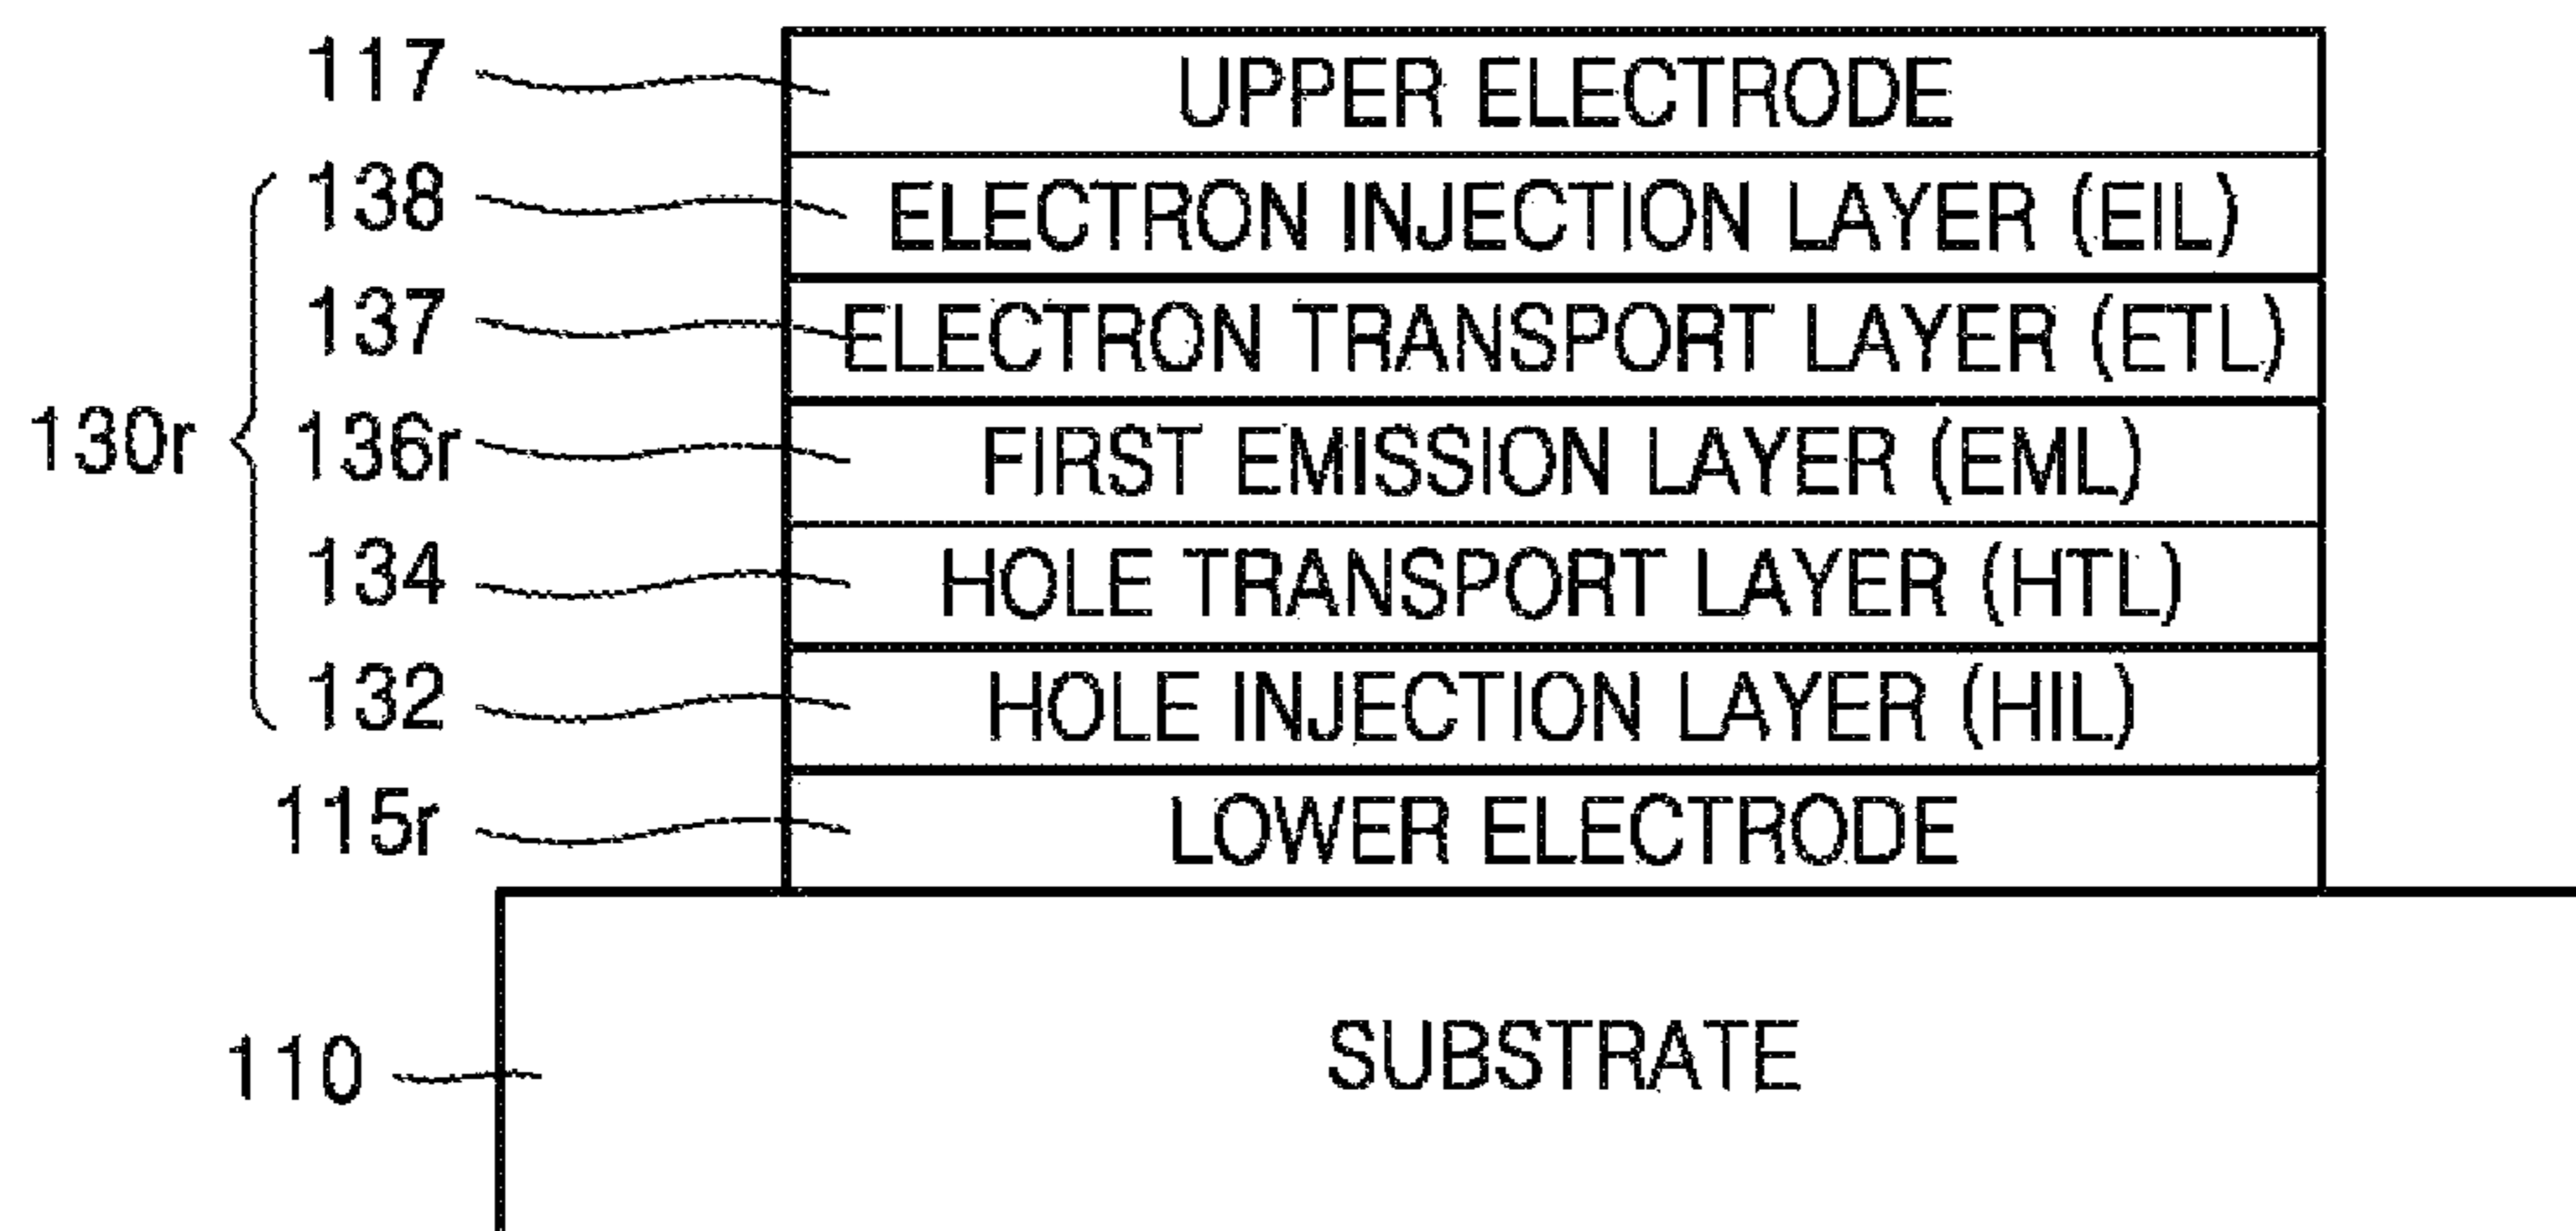 117 UPPER ELECTRODE
138 ELECTRON INJECTION LAYER (EIL)
137 ELECTRON TRANSPORT LAYER (ETL)
130r 136r FIRST EMISSION LAYER (EML)
134 HOLE TRANSPORT LAYER (HTL)
132 HOLE INJECTION LAYER (HIL)
115r LOWER ELECTRODE
110 SUBSTRATE